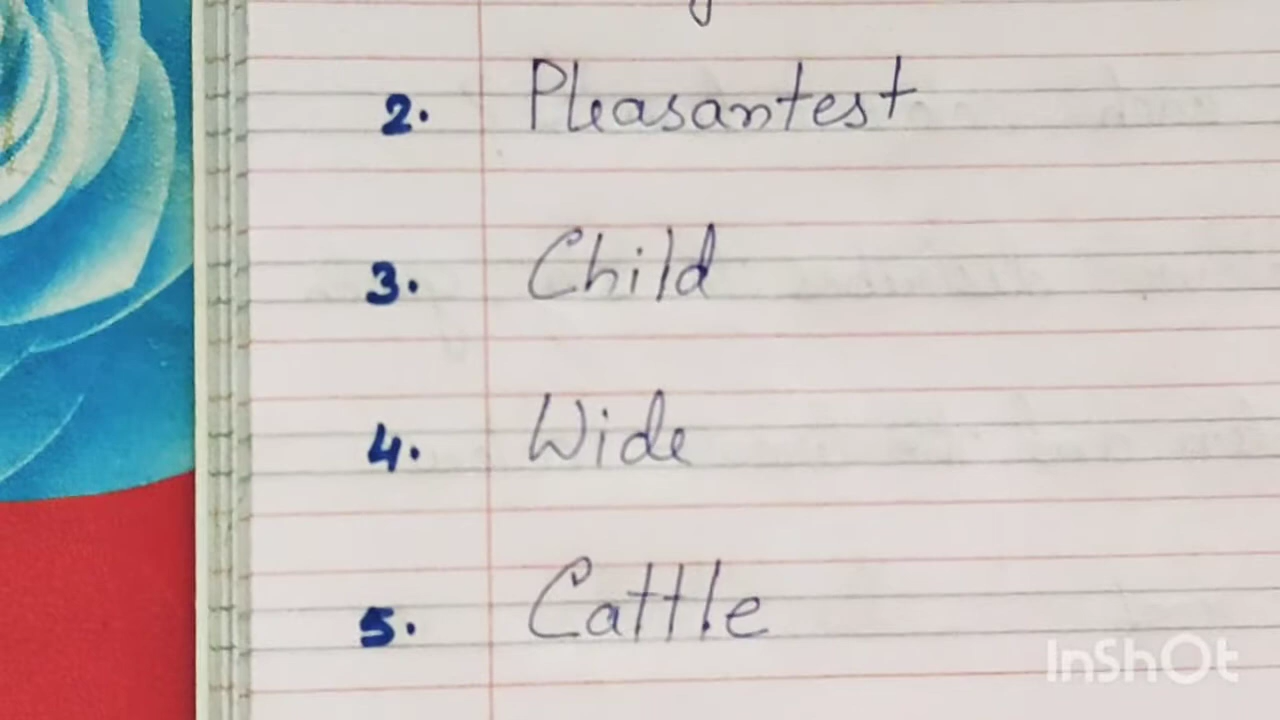 2. Pleasantest
3. Child
4. Wide
5. Cattle
InShOt